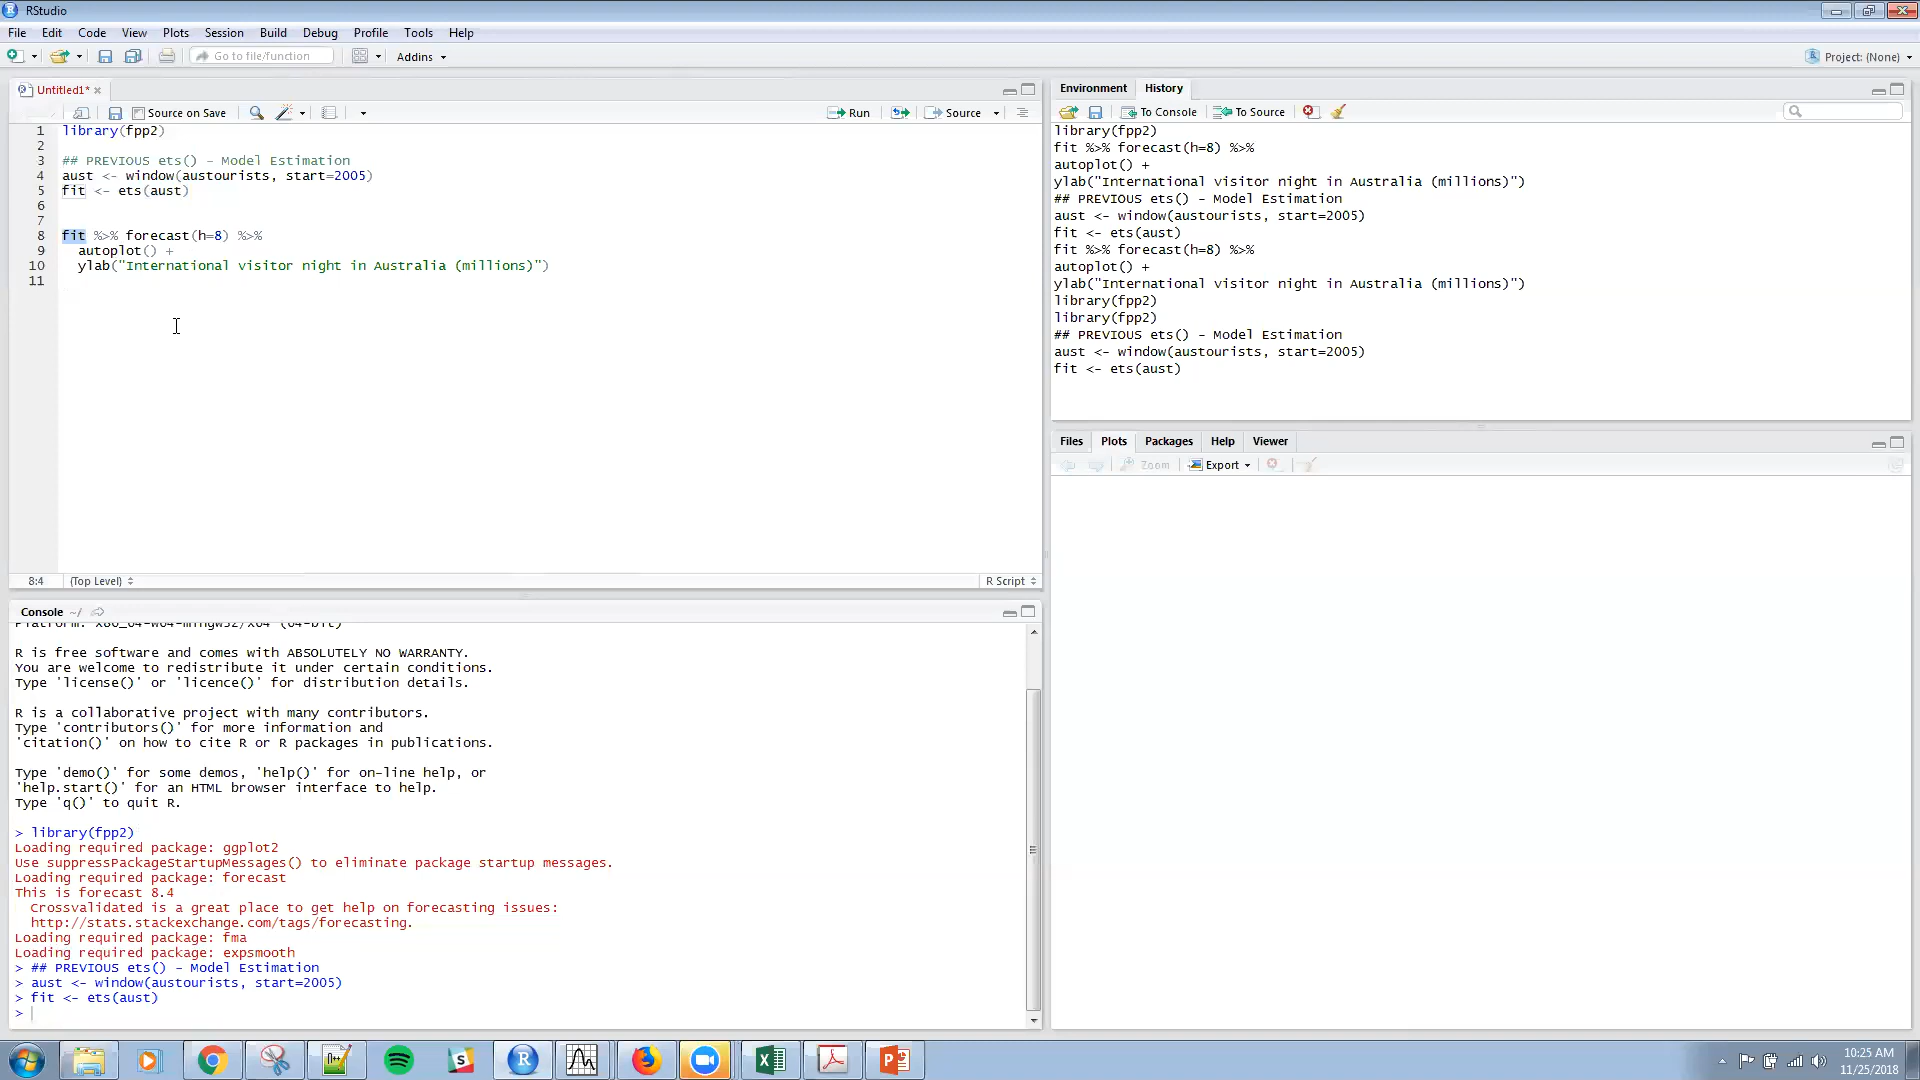 RStudio
File Edit Code View Plots Session Build Debug Profile Tools Help
Go to file/function Addins Project: (None)
Untitled1*
Source on Save Run Source
1 library(fpp2)
2
3 ## PREVIOUS ets() - Model Estimation
4 aust <- window(austourists, start=2005)
5 fit <- ets(aust)
6
7
8 fit %>% forecast(h=8) %>%
9 autoplot() +
10 ylab("International visitor night in Australia (millions)")
11
8:4 (Top Level) R Script
Console ~/
R is free software and comes with ABSOLUTELY NO WARRANTY.
You are welcome to redistribute it under certain conditions.
Type 'license()' or 'licence()' for distribution details.
R is a collaborative project with many contributors.
Type 'contributors()' for more information and
'citation()' on how to cite R or R packages in publications.
Type 'demo()' for some demos, 'help()' for on-line help, or
'help.start()' for an HTML browser interface to help.
Type 'q()' to quit R.
> library(fpp2)
Loading required package: ggplot2
Use suppressPackageStartupMessages() to eliminate package startup messages.
Loading required package: forecast
This is forecast 8.4
Crossvalidated is a great place to get help on forecasting issues:
http://stats.stackexchange.com/tags/forecasting.
Loading required package: fma
Loading required package: expsmooth
> ## PREVIOUS ets() - Model Estimation
> aust <- window(austourists, start=2005)
> fit <- ets(aust)
>
Environment History
To Console To Source
library(fpp2)
fit %>% forecast(h=8) %>%
autoplot() +
ylab("International visitor night in Australia (millions)")
## PREVIOUS ets() - Model Estimation
aust <- window(austourists, start=2005)
fit <- ets(aust)
fit %>% forecast(h=8) %>%
autoplot() +
ylab("International visitor night in Australia (millions)")
library(fpp2)
library(fpp2)
## PREVIOUS ets() - Model Estimation
aust <- window(austourists, start=2005)
fit <- ets(aust)
Files Plots Packages Help Viewer
Zoom Export
10:25 AM
11/25/2018